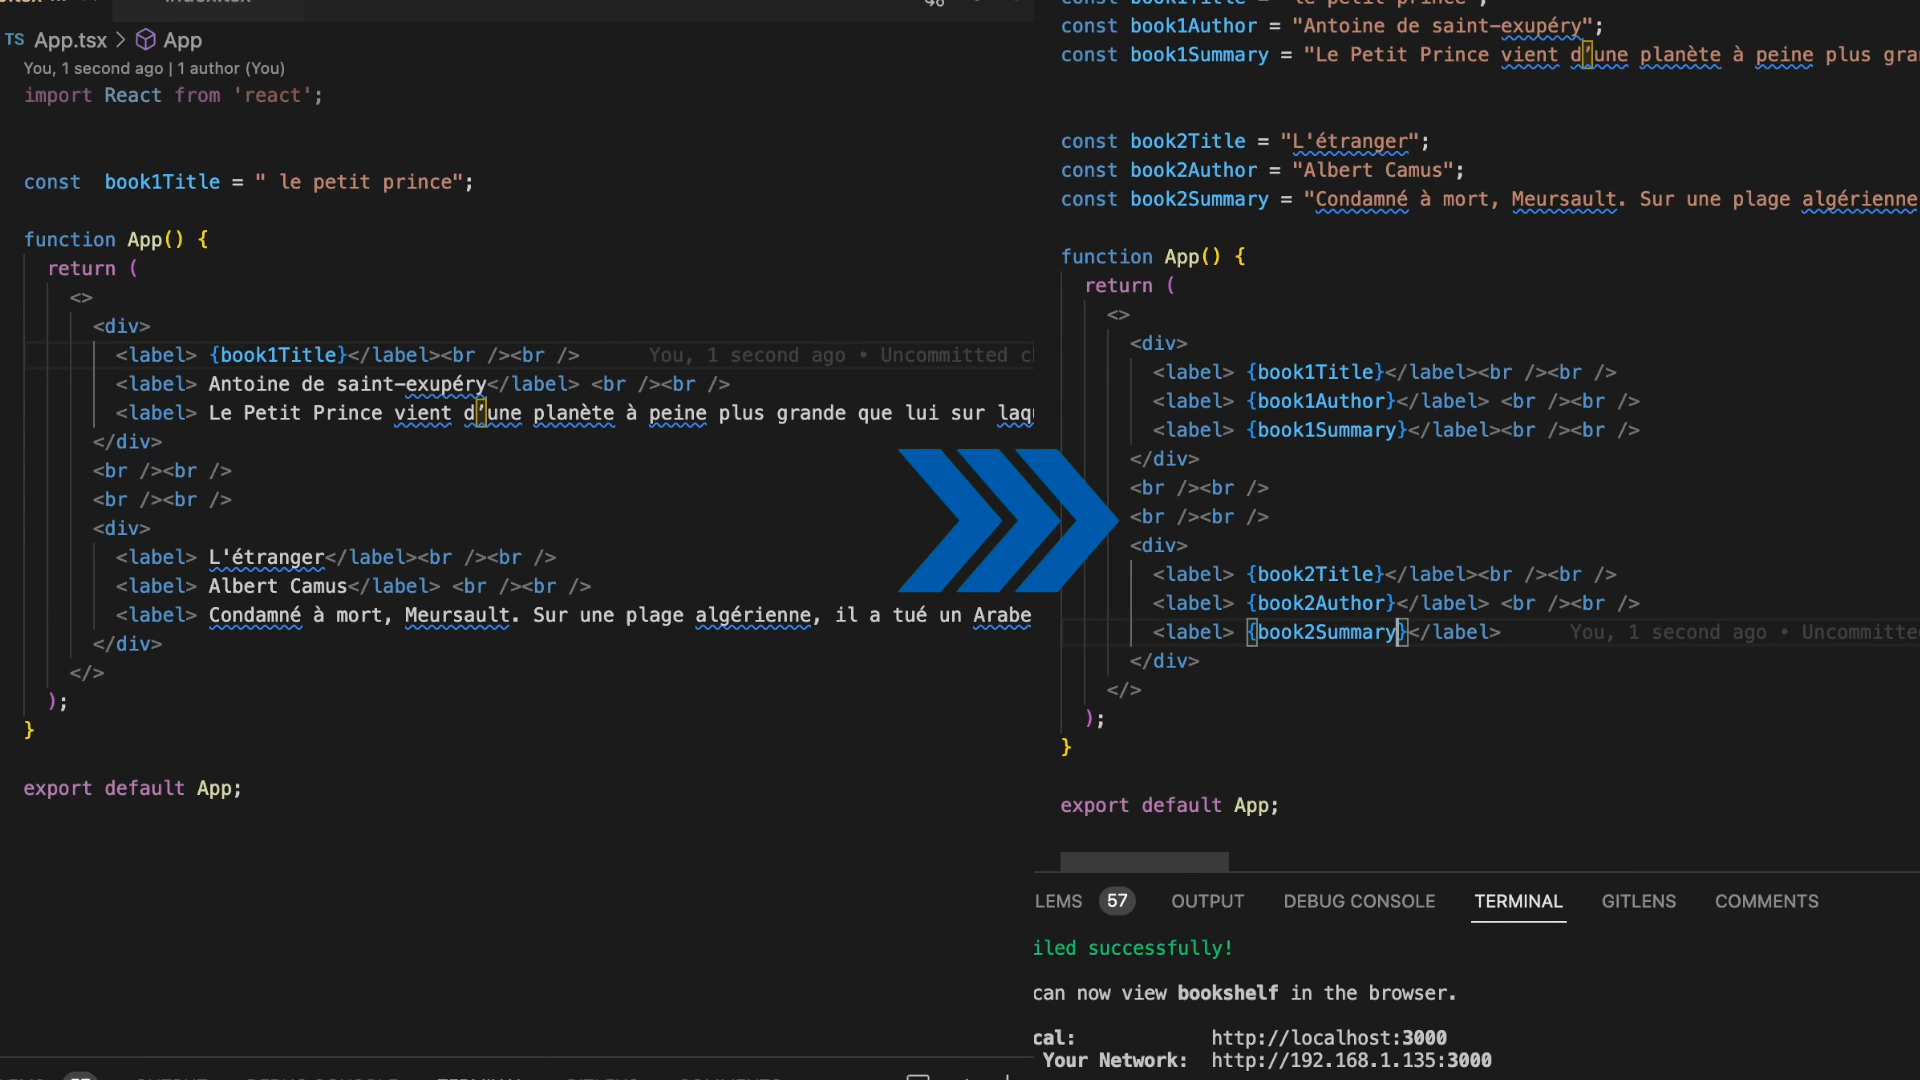 index.tsx
TS App.tsx > App
You, 1 second ago | 1 author (You)
import React from 'react';
const book1Title = " le petit prince";
function App() {
return (
<>
<div>
<label> {book1Title}</label><br /><br /> You, 1 second ago • Uncommitted
<label> Antoine de saint-exupéry</label> <br /><br />
<label> Le Petit Prince vient d’une planète à peine plus grande que lui sur laqu
</div>
<br /><br />
<br /><br />
<div>
<label> L'étranger</label><br /><br />
<label> Albert Camus</label> <br /><br />
<label> Condamné à mort, Meursault. Sur une plage algérienne, il a tué un Arabe
</div>
</>
);
}
export default App;
const book1Title = " le petit prince";
const book1Author = "Antoine de saint-exupéry";
const book1Summary = "Le Petit Prince vient d’une planète à peine plus gra
const book2Title = "L'étranger";
const book2Author = "Albert Camus";
const book2Summary = "Condamné à mort, Meursault. Sur une plage algérienne
function App() {
return (
<>
<div>
<label> {book1Title}</label><br /><br />
<label> {book1Author}</label> <br /><br />
<label> {book1Summary}</label><br /><br />
</div>
<br /><br />
<br /><br />
<div>
<label> {book2Title}</label><br /><br />
<label> {book2Author}</label> <br /><br />
<label> {book2Summary}</label> You, 1 second ago • Uncommitte
</div>
</>
);
}
export default App;
LEMS 57 OUTPUT DEBUG CONSOLE TERMINAL GITLENS COMMENTS
iled successfully!
can now view bookshelf in the browser.
cal: http://localhost:3000
Your Network: http://192.168.1.135:3000